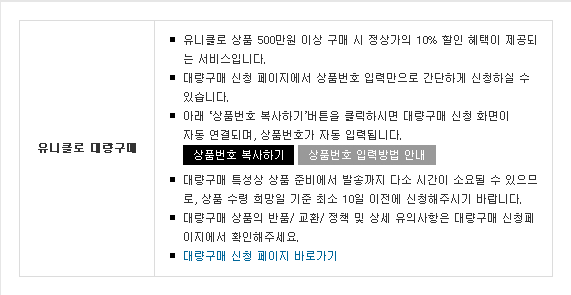 유니클로 대량구매
유니클로 상품 500만원 이상 구매 시 정상가의 10% 할인 혜택이 제공되
는 서비스입니다.
대량구매 신청 페이지에서 상품번호 입력만으로 간단하게 신청하실 수
있습니다.
아래 '상품번호 복사하기'버튼을 클릭하시면 대량구매 신청 화면이
자동 연결되며, 상품번호가 자동 입력됩니다.
상품번호 복사하기 상품번호 입력방법 안내
대량구매 특성상 상품 준비에서 발송까지 다소 시간이 소요될 수 있으므
로, 상품 수령 희망일 기준 최소 10일 이전에 신청해주시기 바랍니다.
대량구매 상품의 반품/ 교환/ 정책 및 상세 유의사항은 대량구매 신청페
이지에서 확인해주세요.
대량구매 신청 페이지 바로가기